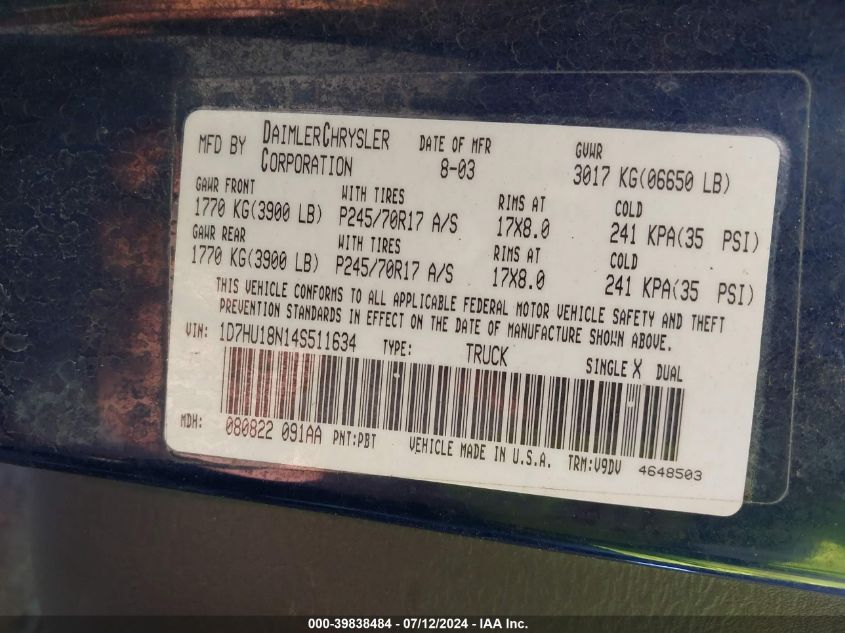 MFD BY DAIMLERCHRYSLER CORPORATION DATE OF MFR 8-03 GVWR 3017 KG(06650 LB)
GAWR FRONT WITH TIRES RIMS AT COLD
1770 KG(3900 LB) P245/70R17 A/S 17X8.0 241 KPA(35 PSI)
GAWR REAR WITH TIRES RIMS AT COLD
1770 KG(3900 LB) P245/70R17 A/S 17X8.0 241 KPA(35 PSI)
THIS VEHICLE CONFORMS TO ALL APPLICABLE FEDERAL MOTOR VEHICLE SAFETY AND THEFT
PREVENTION STANDARDS IN EFFECT ON THE DATE OF MANUFACTURE SHOWN ABOVE.
VIN: 1D7HU18N14S511634 TYPE: TRUCK SINGLE X DUAL
MDH: 080822 091AA PNT:PBT VEHICLE MADE IN U.S.A. TRM:V9DV 4648503
000-39838484 - 07/12/2024 - IAA Inc.